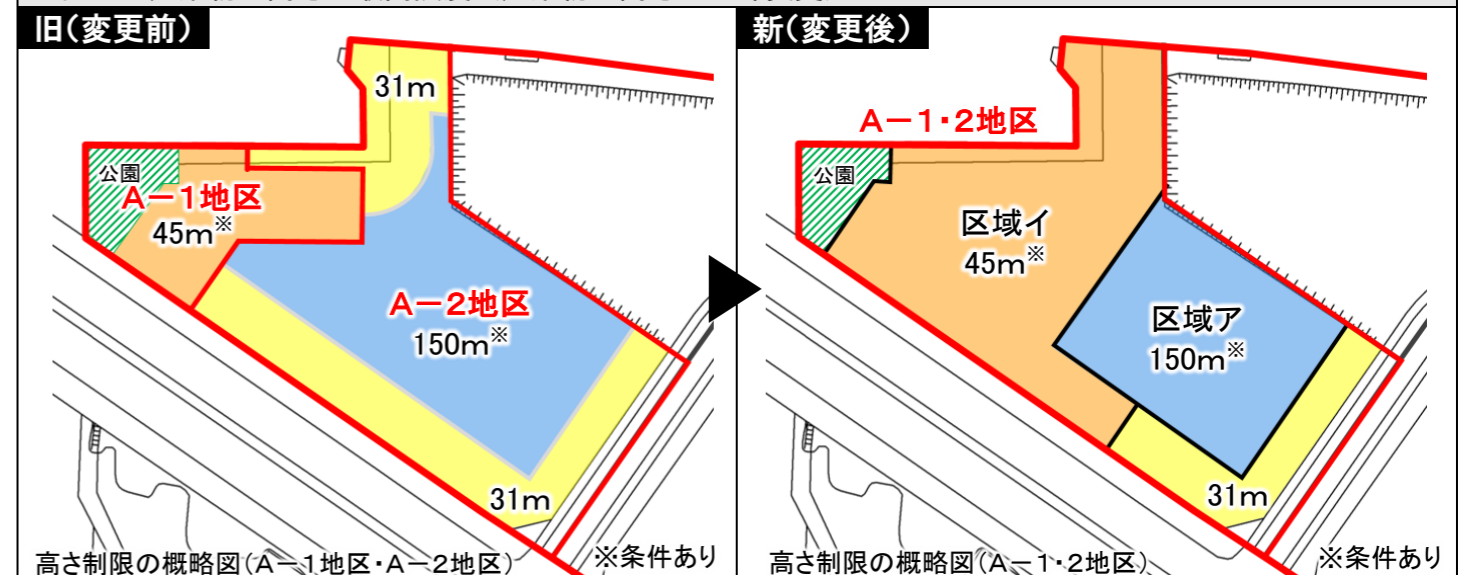 旧(変更前)
31m
公園
A-1地区
45m※
A-2地区
150m※
31m
高さ制限の概略図(A-1地区・A-2地区)
※条件あり
新(変更後)
A-1・2地区
公園
区域イ
45m※
区域ア
150m※
31m
高さ制限の概略図(A-1・2地区)
※条件あり